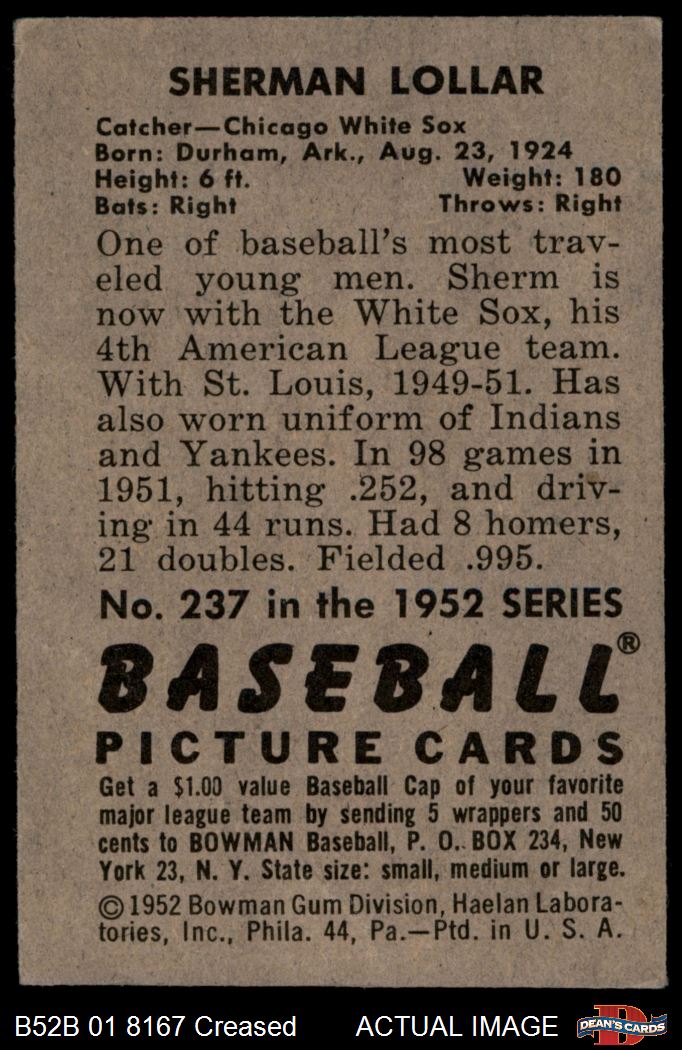 SHERMAN LOLLAR
Catcher—Chicago White Sox
Born: Durham, Ark., Aug. 23, 1924
Height: 6 ft. Weight: 180
Bats: Right Throws: Right
One of baseball's most trav-
eled young men. Sherm is
now with the White Sox, his
4th American League team.
With St. Louis, 1949-51. Has
also worn uniform of Indians
and Yankees. In 98 games in
1951, hitting .252, and driv-
ing in 44 runs. Had 8 homers,
21 doubles. Fielded .995.
No. 237 in the 1952 SERIES
BASEBALL®
PICTURE CARDS
Get a $1.00 value Baseball Cap of your favorite
major league team by sending 5 wrappers and 50
cents to BOWMAN Baseball, P. O. BOX 234, New
York 23, N. Y. State size: small, medium or large.
© 1952 Bowman Gum Division, Haelan Labora-
tories, Inc., Phila. 44, Pa.—Ptd. in U. S. A.
B52B 01 8167 Creased ACTUAL IMAGE
D
DEAN'S CARDS